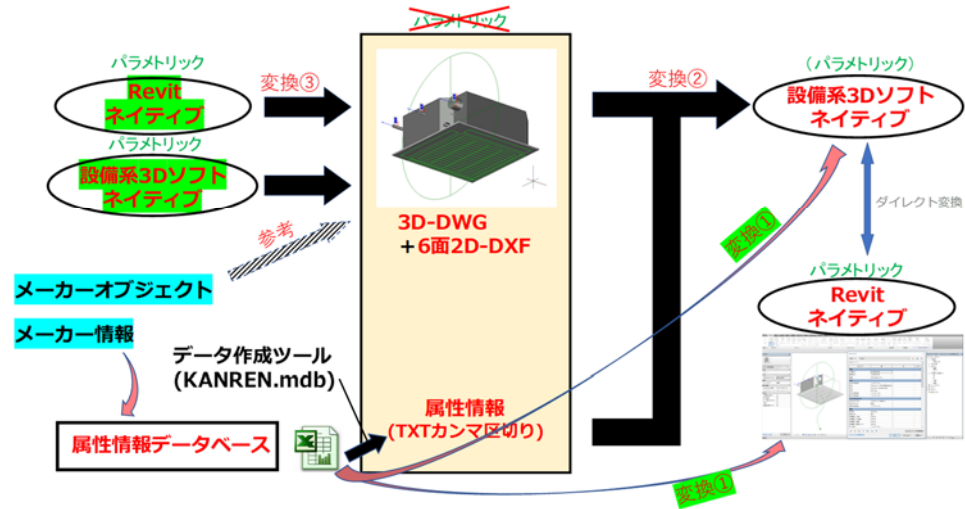 パラメトリック
パラメトリック
Revit
ネイティブ
変換③
パラメトリック
設備系3Dソフト
ネイティブ
参考
メーカーオブジェクト
メーカー情報
データ作成ツール
(KANREN.mdb)
属性情報データベース
3D-DWG
＋6面2D-DXF
属性情報
(TXTカンマ区切り)
変換②
（パラメトリック）
設備系3Dソフト
ネイティブ
変換①
ダイレクト変換
パラメトリック
Revit
ネイティブ
変換①